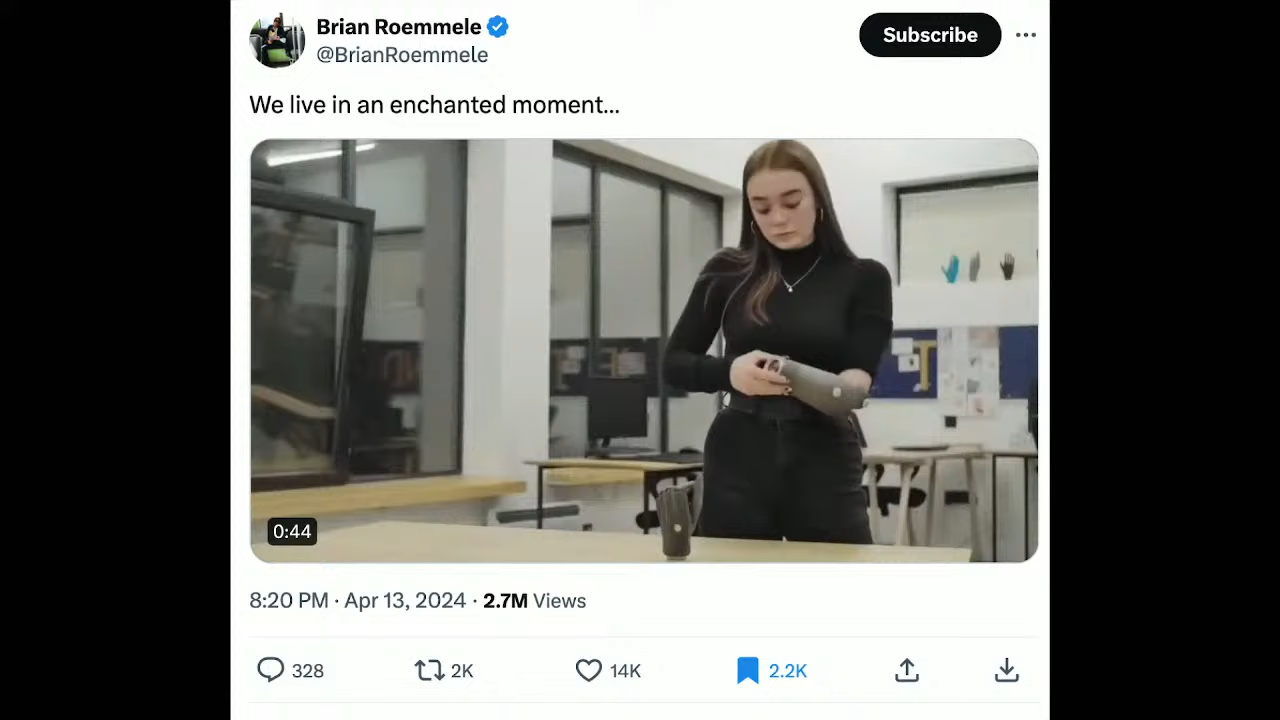 Brian Roemmele
@BrianRoemmele
Subscribe
We live in an enchanted moment...
0:44
8:20 PM · Apr 13, 2024 · 2.7M Views
328 2K 14K 2.2K